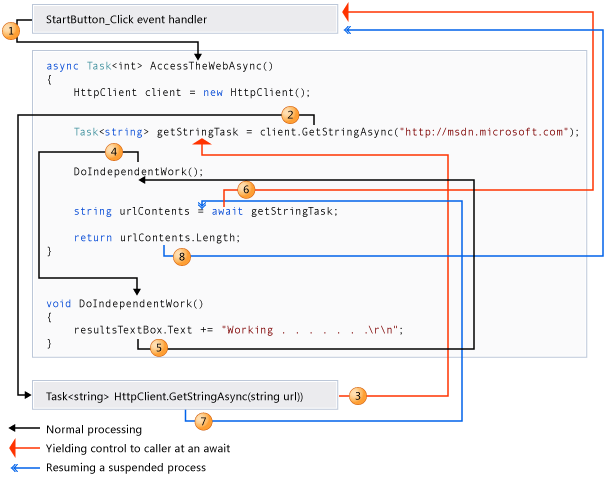 StartButton_Click event handler
1
async Task<int> AccessTheWebAsync()
{
HttpClient client = new HttpClient();
2
Task<string> getStringTask = client.GetStringAsync("http://msdn.microsoft.com");
4
DoIndependentWork();
6
string urlContents = await getStringTask;
return urlContents.Length;
}
8
void DoIndependentWork()
{
resultsTextBox.Text += "Working . . . . . . .\r\n";
}
5
Task<string> HttpClient.GetStringAsync(string url))
3
7
Normal processing
Yielding control to caller at an await
Resuming a suspended process